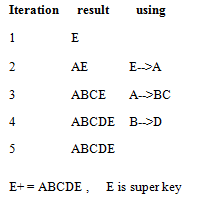 Iteration result using
1 E
2 AE E-->A
3 ABCE A-->BC
4 ABCDE B-->D
5 ABCDE
E+= ABCDE , E is super key